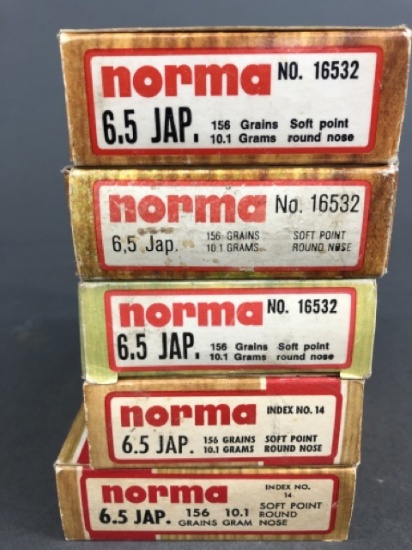 norma NO. 16532
6.5 JAP. 156 Grains Soft point
10.1 Grams round nose
norma No. 16532
6,5 Jap. 156 GRAINS SOFT POINT
10.1 GRAMS ROUND NOSE
norma NO. 16532
6.5 JAP. 156 Grains Soft point
10.1 Grams round nose
norma INDEX NO. 14
6.5 JAP. 156 GRAINS SOFT POINT
10.1 GRAMS ROUND NOSE
norma INDEX NO.
14
6.5 JAP. 156 10.1 SOFT POINT
GRAINS GRAM ROUND
NOSE